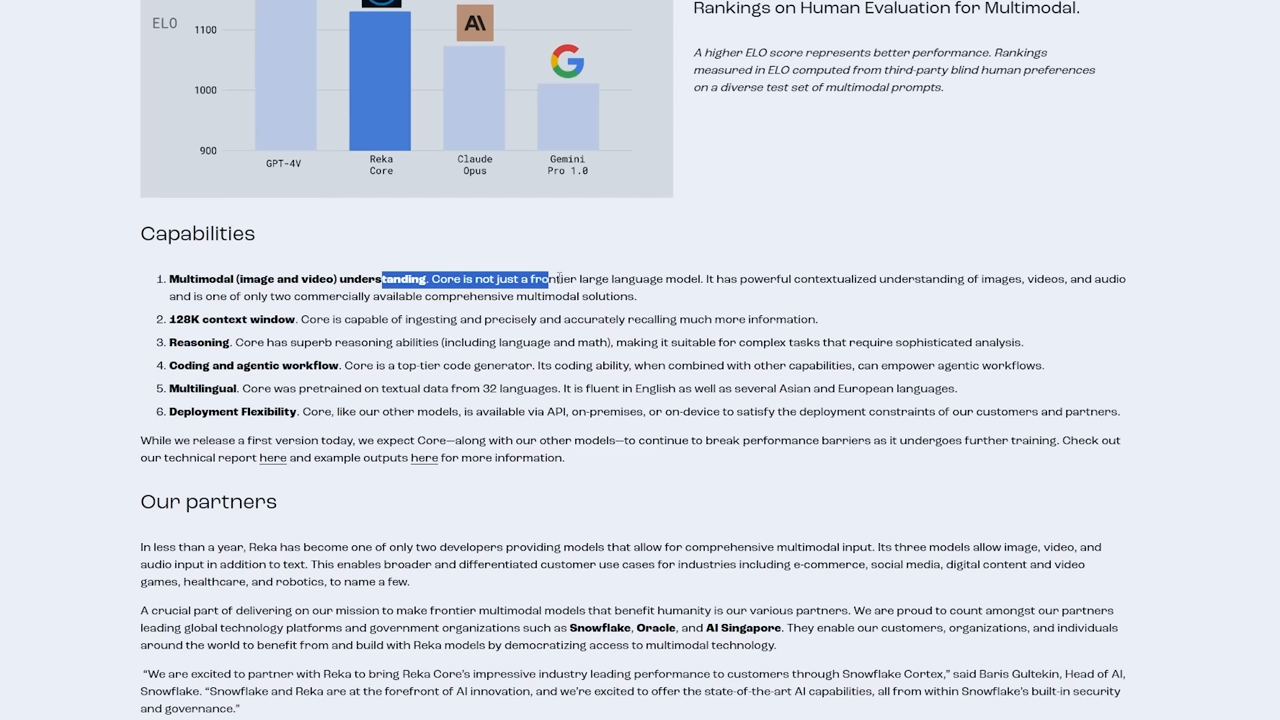 Rankings on Human Evaluation for Multimodal.
A higher ELO score represents better performance. Rankings
measured in ELO computed from third-party blind human preferences
on a diverse test set of multimodal prompts.
ELO
1100
1000
900
GPT-4V
Reka
Core
Claude
Opus
Gemini
Pro 1.0
Capabilities
1. Multimodal (image and video) understanding. Core is not just a frontier large language model. It has powerful contextualized understanding of images, videos, and audio
and is one of only two commercially available comprehensive multimodal solutions.
2. 128K context window. Core is capable of ingesting and precisely and accurately recalling much more information.
3. Reasoning. Core has superb reasoning abilities (including language and math), making it suitable for complex tasks that require sophisticated analysis.
4. Coding and agentic workflow. Core is a top-tier code generator. Its coding ability, when combined with other capabilities, can empower agentic workflows.
5. Multilingual. Core was pretrained on textual data from 32 languages. It is fluent in English as well as several Asian and European languages.
6. Deployment Flexibility. Core, like our other models, is available via API, on-premises, or on-device to satisfy the deployment constraints of our customers and partners.
While we release a first version today, we expect Core—along with our other models—to continue to break performance barriers as it undergoes further training. Check out
our technical report here and example outputs here for more information.
Our partners
In less than a year, Reka has become one of only two developers providing models that allow for comprehensive multimodal input. Its three models allow image, video, and
audio input in addition to text. This enables broader and differentiated customer use cases for industries including e-commerce, social media, digital content and video
games, healthcare, and robotics, to name a few.
A crucial part of delivering on our mission to make frontier multimodal models that benefit humanity is our various partners. We are proud to count amongst our partners
leading global technology platforms and government organizations such as Snowflake, Oracle, and AI Singapore. They enable our customers, organizations, and individuals
around the world to benefit from and build with Reka models by democratizing access to multimodal technology.
“We are excited to partner with Reka to bring Reka Core’s impressive industry leading performance to customers through Snowflake Cortex,” said Baris Gultekin, Head of AI,
Snowflake. “Snowflake and Reka are at the forefront of AI innovation, and we’re excited to offer the state-of-the-art AI capabilities, all from within Snowflake’s built-in security
and governance.”